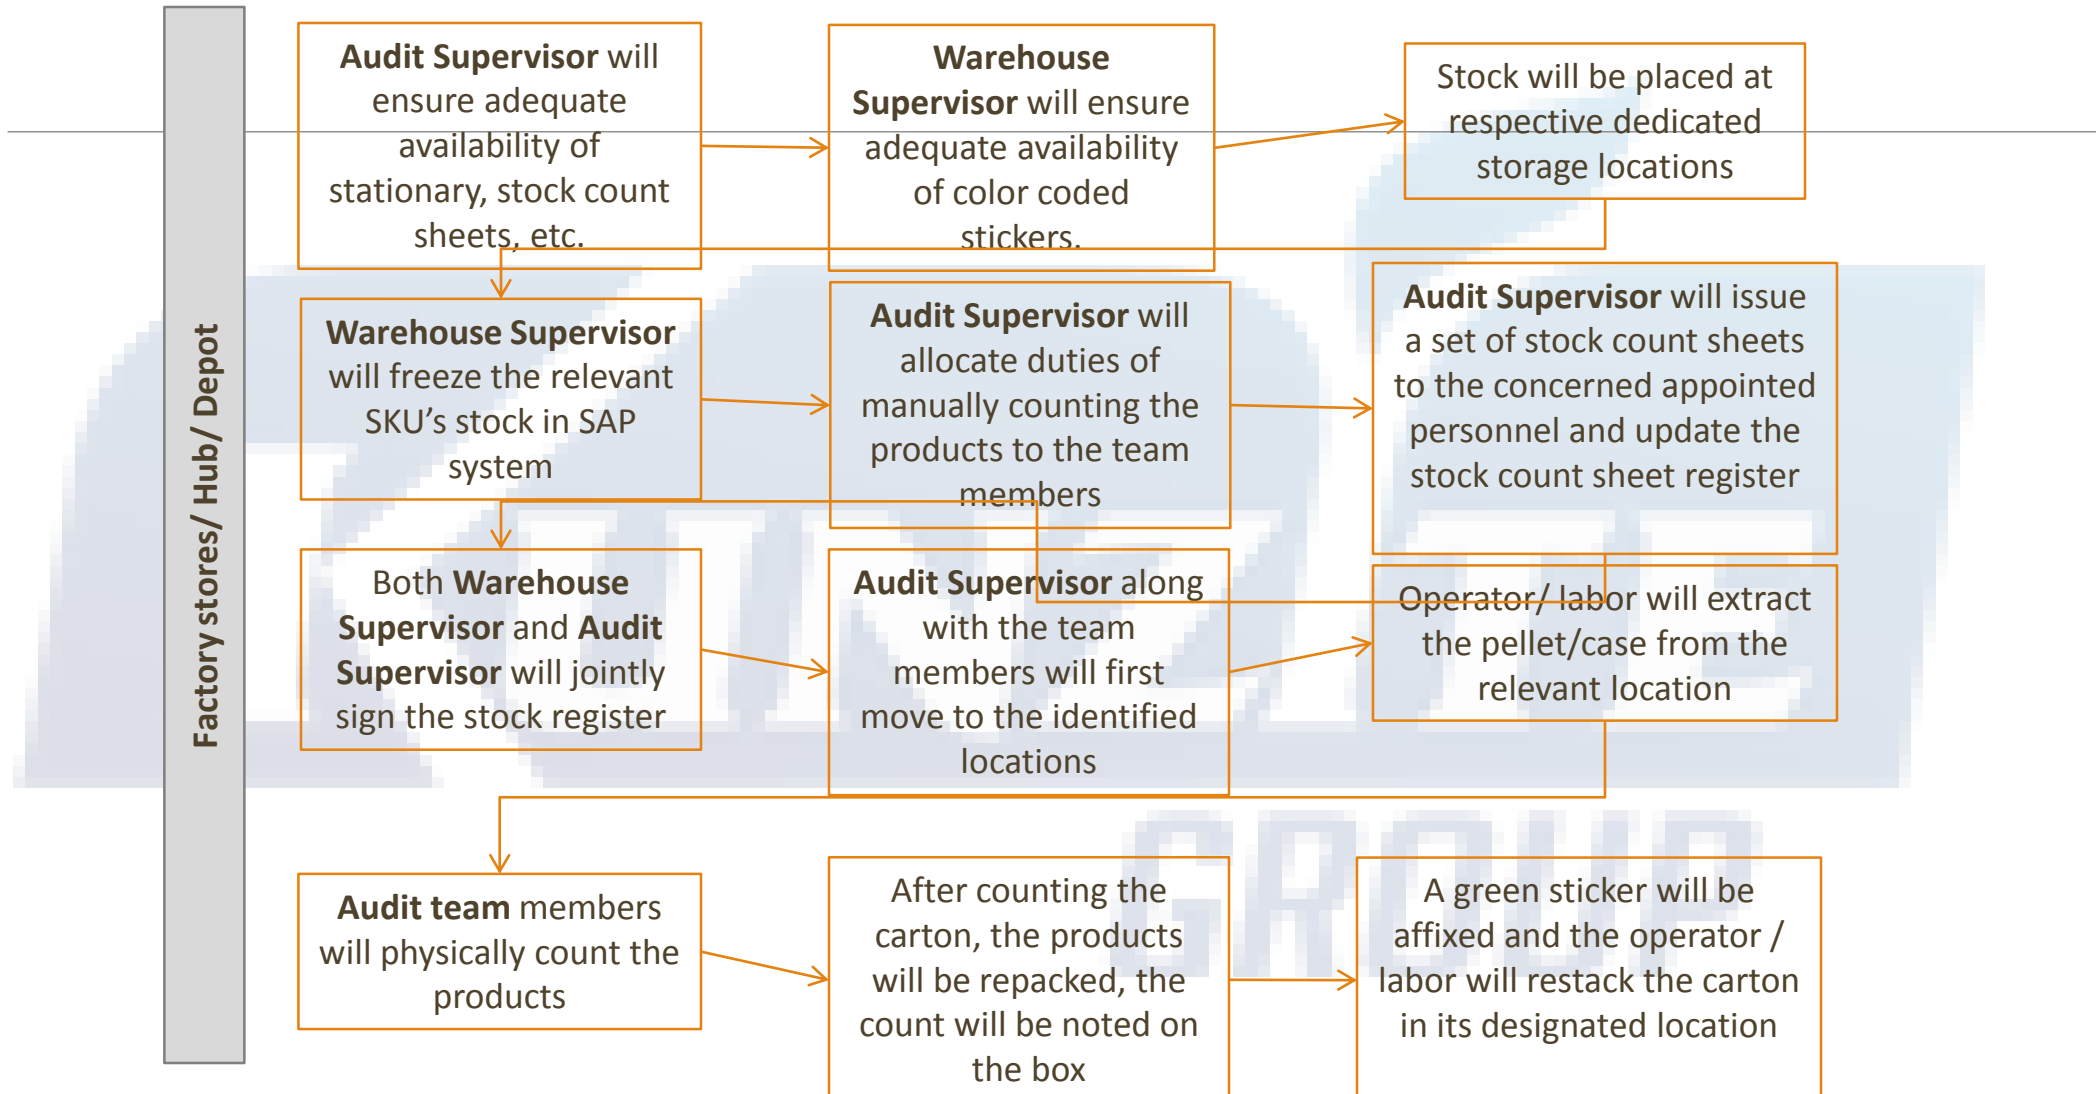 Factory stores/ Hub/ Depot
Audit Supervisor will
ensure adequate
availability of
stationary, stock count
sheets, etc.
Warehouse
Supervisor will ensure
adequate availability
of color coded
stickers.
Stock will be placed at
respective dedicated
storage locations
Warehouse Supervisor
will freeze the relevant
SKU’s stock in SAP
system
Audit Supervisor will
allocate duties of
manually counting the
products to the team
members
Audit Supervisor will issue
a set of stock count sheets
to the concerned appointed
personnel and update the
stock count sheet register
Both Warehouse
Supervisor and Audit
Supervisor will jointly
sign the stock register
Audit Supervisor along
with the team
members will first
move to the identified
locations
Operator/ labor will extract
the pellet/case from the
relevant location
Audit team members
will physically count the
products
After counting the
carton, the products
will be repacked, the
count will be noted on
the box
A green sticker will be
affixed and the operator /
labor will restack the carton
in its designated location
GROUP